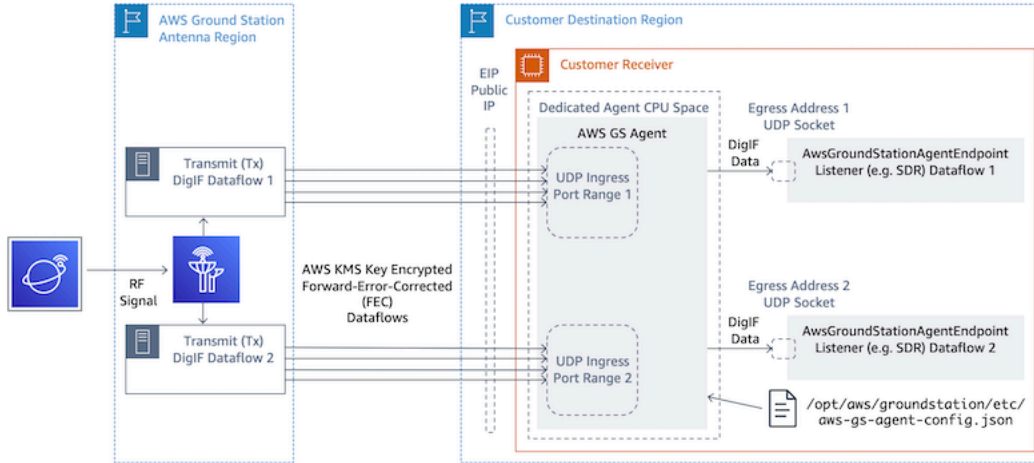 AWS Ground Station
Antenna Region
Customer Destination Region
Customer Receiver
EIP
Public
IP
Dedicated Agent CPU Space
AWS GS Agent
Egress Address 1
UDP Socket
Transmit (Tx)
DigIF Dataflow 1
UDP Ingress
Port Range 1
DigIF
Data
AwsGroundStationAgentEndpoint
Listener (e.g. SDR) Dataflow 1
RF
Signal
AWS KMS Key Encrypted
Forward-Error-Corrected
(FEC)
Dataflows
Egress Address 2
UDP Socket
Transmit (Tx)
DigIF Dataflow 2
UDP Ingress
Port Range 2
DigIF
Data
AwsGroundStationAgentEndpoint
Listener (e.g. SDR) Dataflow 2
/opt/aws/groundstation/etc/
aws-gs-agent-config.json